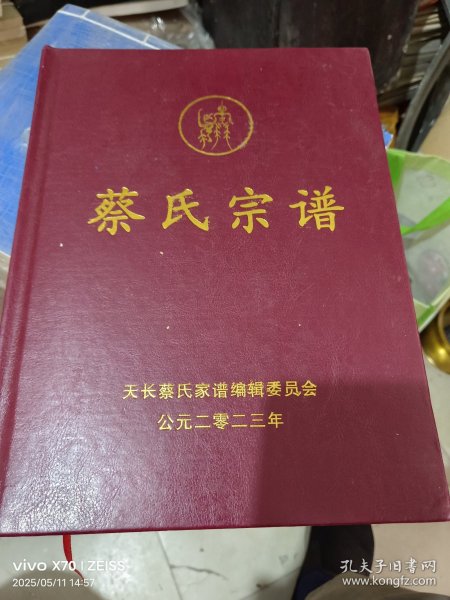 蔡氏宗谱
天长蔡氏家谱编辑委员会
公元二零二三年
vivo X70 | ZEISS
2025/05/11 14:57
孔夫子旧书网
www.kongfz.com